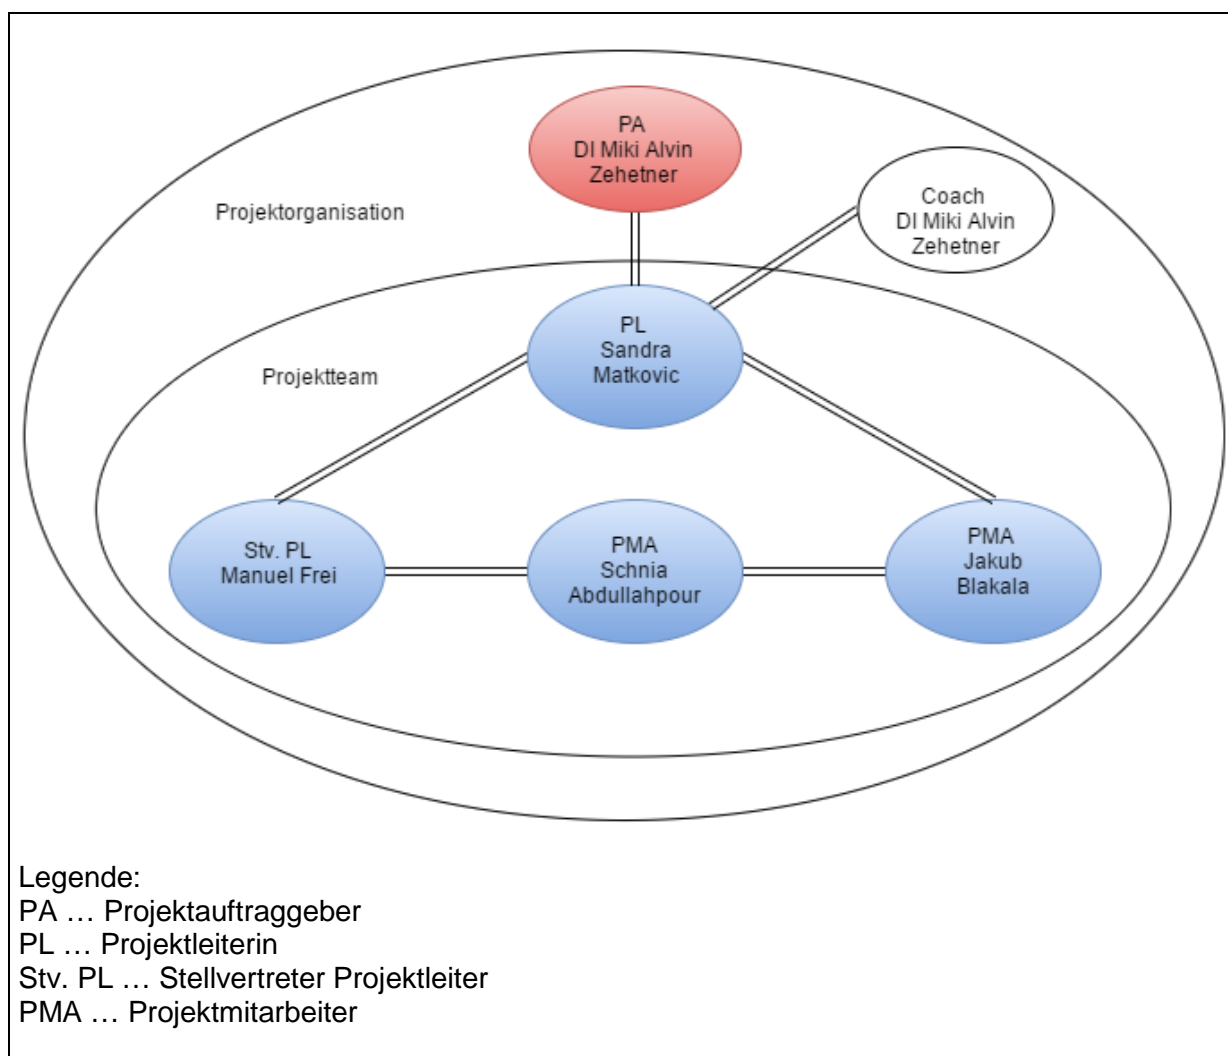 PA
DI Miki Alvin
Zehetner
Projektorganisation
Coach
DI Miki Alvin
Zehetner
PL
Sandra
Matkovic
Projektteam
Stv. PL
Manuel Frei
PMA
Schnia
Abdullahpour
PMA
Jakub
Blakala
Legende:
PA … Projektauftraggeber
PL … Projektleiterin
Stv. PL … Stellvertreter Projektleiter
PMA … Projektmitarbeiter